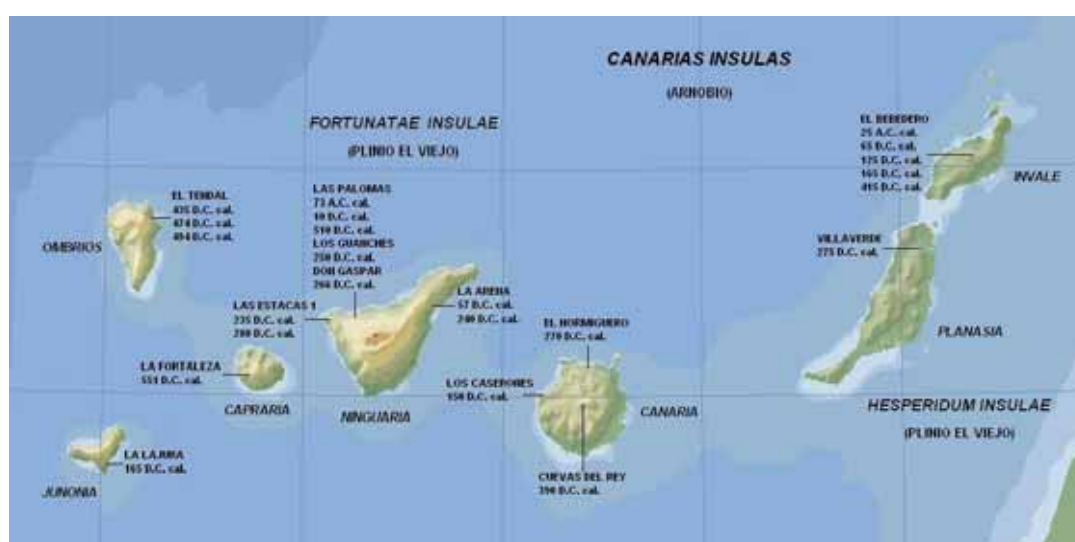 CANARIAS INSULAS
(ARNOBIO)
FORTUNATAE INSULAE
(PLINIO EL VIEJO)
EL BEBEDERO
25 A.C. cal.
65 D.C. cal.
125 D.C. cal.
165 D.C. cal.
415 D.C. cal.
INVALE
EL TENDAL
435 D.C. cal.
474 D.C. cal.
494 D.C. cal.
OMBRIOS
LAS PALOMAS
73 A.C. cal.
10 D.C. cal.
510 D.C. cal.
LOS GUANCHES
250 D.C. cal.
DON GASPAR
266 D.C. cal.
VILLAVERDE
275 D.C. cal.
LAS ESTACAS 1
235 D.C. cal.
280 D.C. cal.
LA ARENA
57 D.C. cal.
240 D.C. cal.
EL HORMIGUERO
270 D.C. cal.
PLANASIA
LA FORTALEZA
551 D.C. cal.
CAPRARIA
NINGUARIA
LOS CASERONES
150 D.C. cal.
CANARIA
HESPERIDUM INSULAE
(PLINIO EL VIEJO)
LA LAJURA
165 D.C. cal.
JUNONIA
CUEVAS DEL REY
390 D.C. cal.